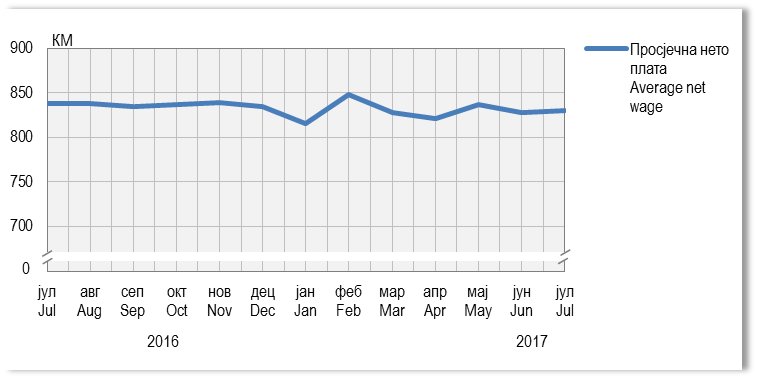 КМ
900
850
800
750
700
0
јул авг сеп окт нов дец јан феб мар апр мај јун јул
Jul Aug Sep Oct Nov Dec Jan Feb Mar Apr May Jun Jul
2016 2017
Просјечна нето
плата
Average net
wage